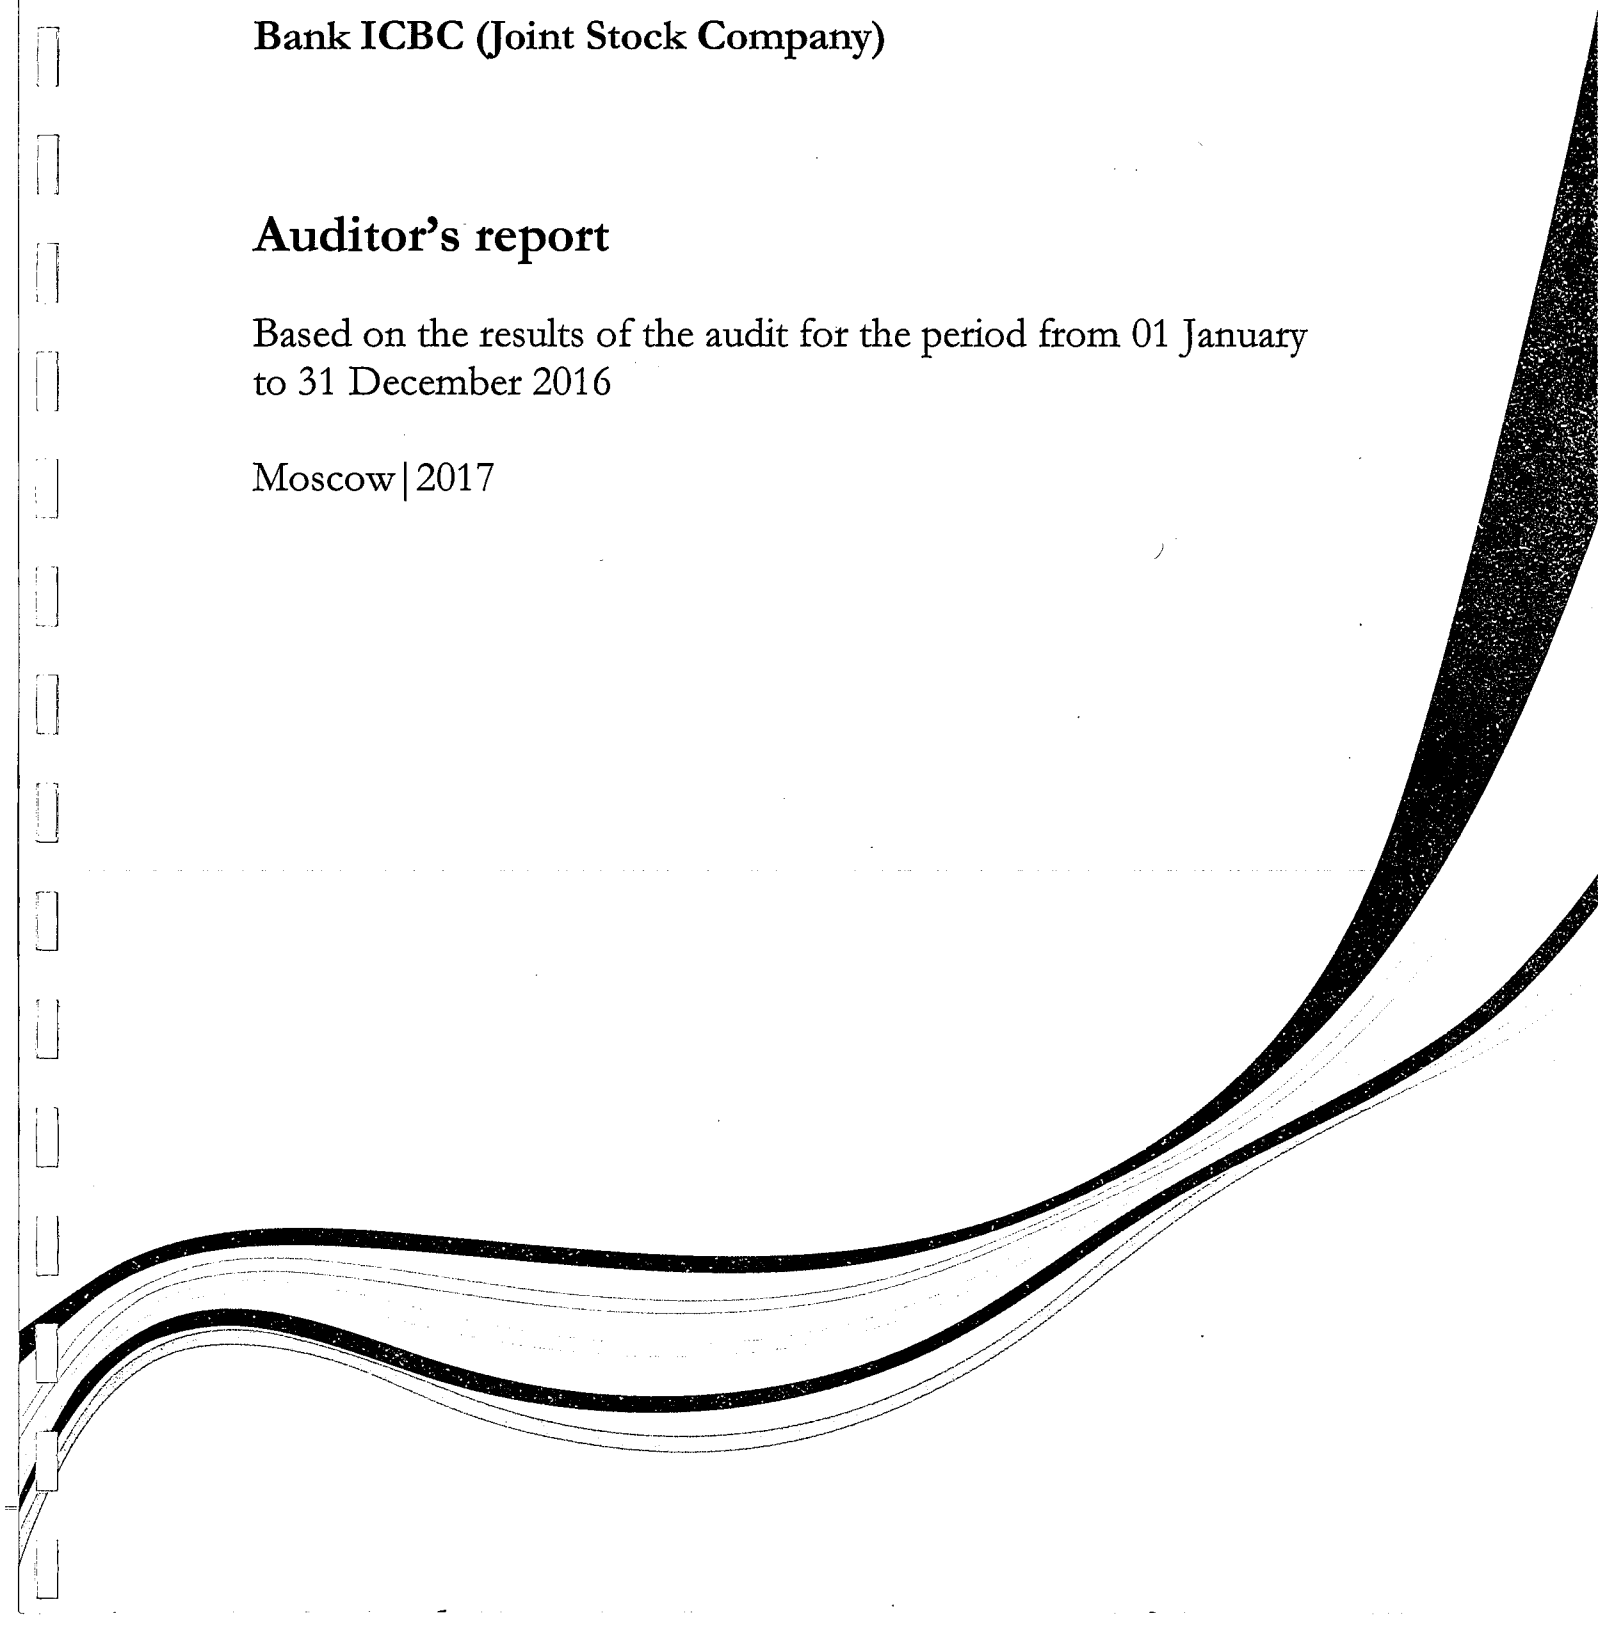 Bank ICBC (Joint Stock Company)
Auditor's report
Based on the results of the audit for the period from 01 January
to 31 December 2016
Moscow|2017